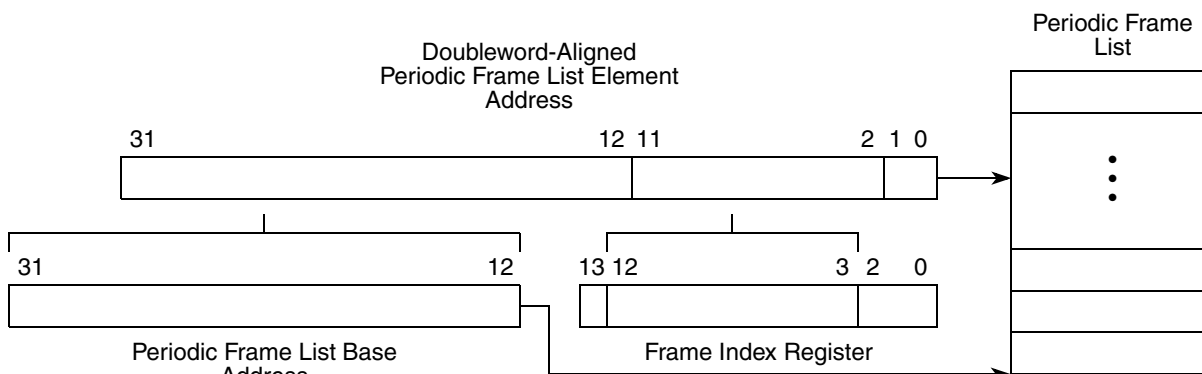 Periodic Frame
List
Doubleword-Aligned
Periodic Frame List Element
Address
31 12 11 2 1 0
31 12 13 12 3 2 0
Periodic Frame List Base Frame Index Register
Address